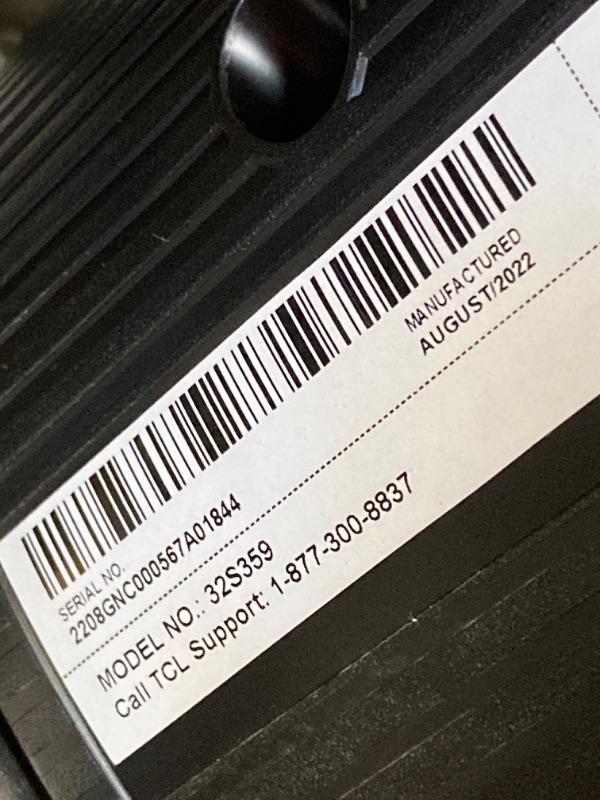 MANUFACTURED
AUGUST/2022
SERIAL NO.
2208GNC000567A01844
MODEL NO.: 32S359
Call TCL Support: 1-877-300-8837